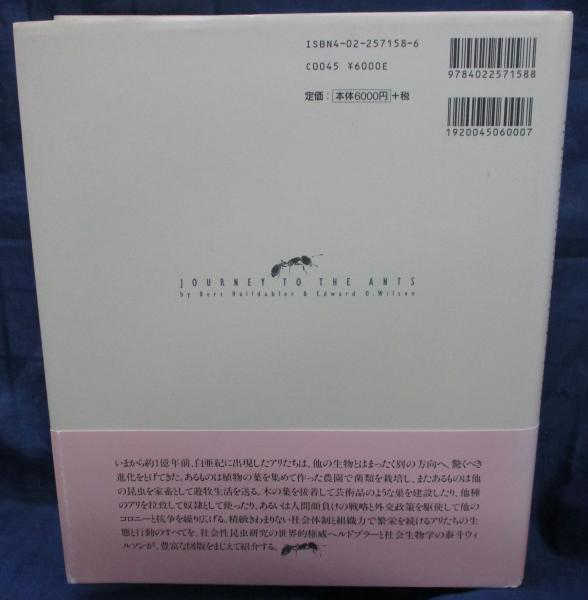 ISBN4-02-257158-6
C0045 ¥6000E
定価:本体6000円+税
9784022571588
1920045060007
JOURNEY TO THE ANTS
by Bert Hölldobler & Edward O. Wilson
いまから約1億年前、白亜紀に出現したアリたちは、他の生物とはまったく別の方向へ、驚くべき
進化をとげてきた。あるものは植物の葉を集めて作った農園で菌類を栽培し、またあるものは他
の昆虫を家畜として遊牧生活を送る。木の葉を接着して芸術品のような巣を建設したり、他種
のアリを拉致して奴隷として使ったり、あるいは人間顔負けの戦略と外交政策を駆使して他の
コロニーと抗争を繰り広げる。精緻きわまりない社会体制と組織力で繁栄を続けるアリたちの生
態と行動のすべてを、社会性昆虫研究の世界的権威ヘルドブラーと社会生物学の泰斗ウィ
ルソンが、豊富な図版をまじえて紹介する。